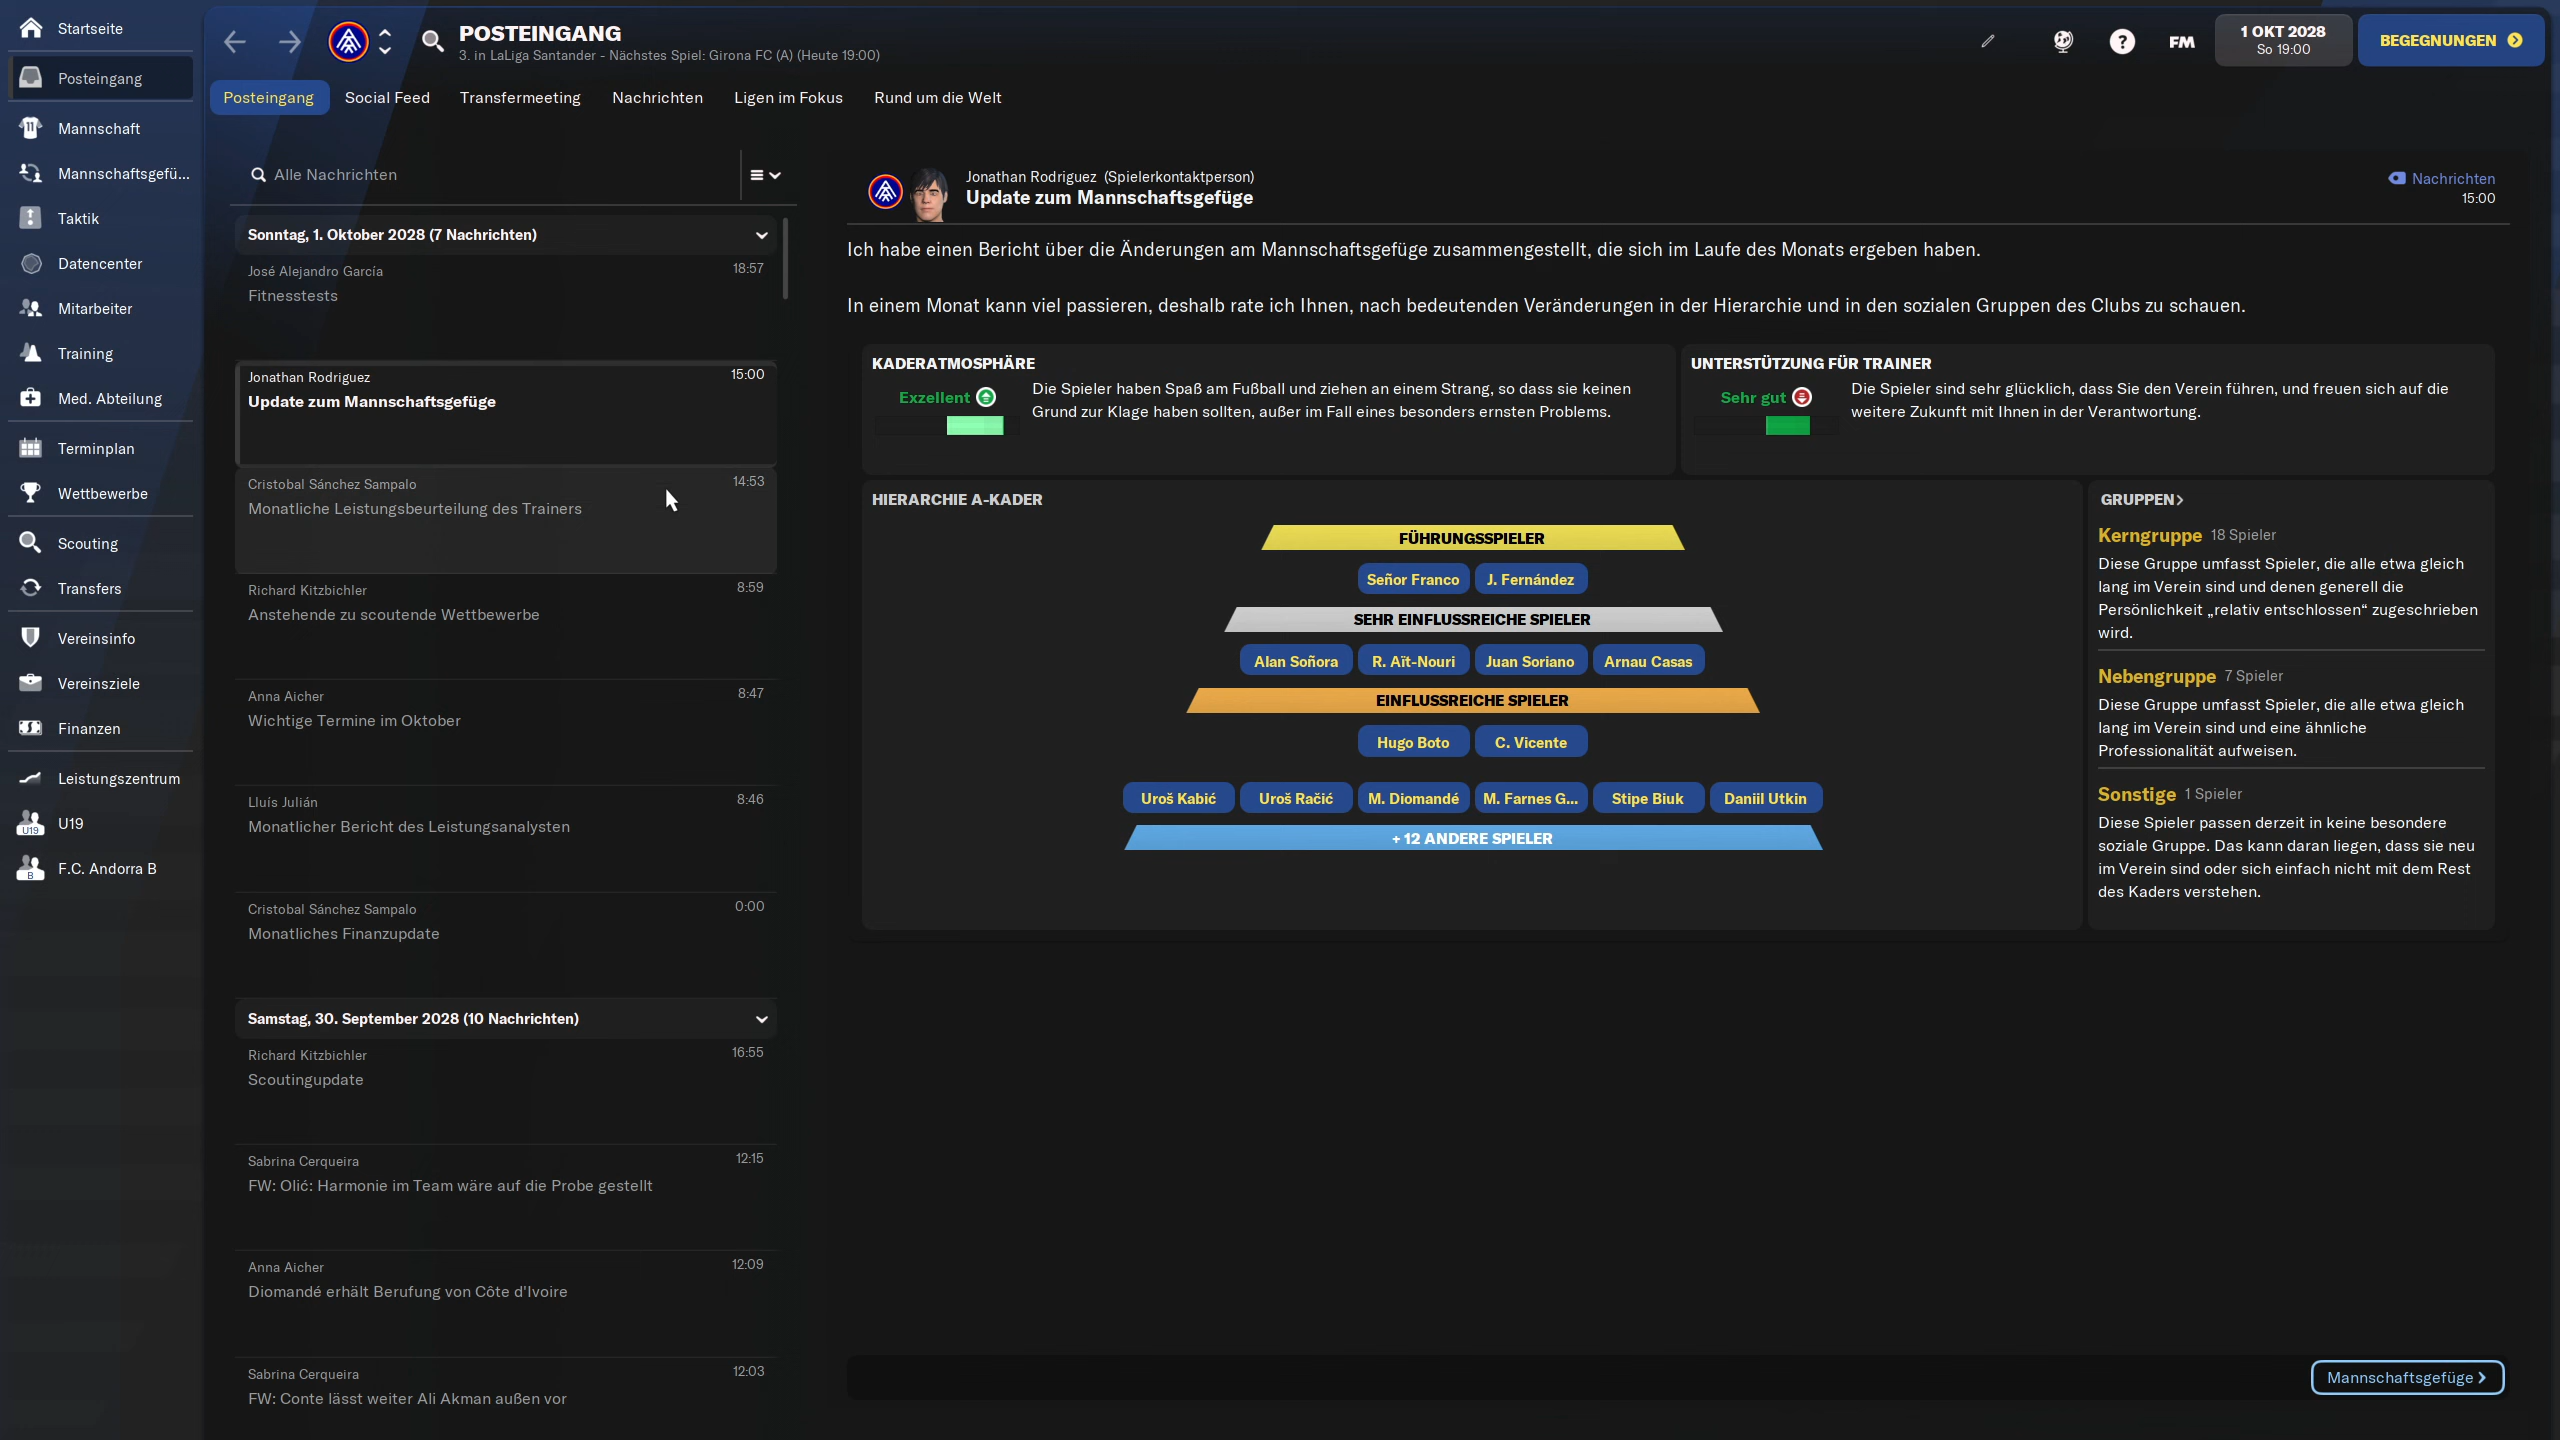 Startseite
Posteingang
Mannschaft
Mannschaftsgefü...
Taktik
Datencenter
Mitarbeiter
Training
Med. Abteilung
Terminplan
Wettbewerbe
Scouting
Transfers
Vereinsinfo
Vereinsziele
Finanzen
Leistungszentrum
U19
U19
B
F.C. Andorra B
POSTEINGANG
3. in LaLiga Santander - Nächstes Spiel: Girona FC (A) (Heute 19:00)
?
FM
1 OKT 2028
So 19:00
BEGEGNUNGEN
Posteingang Social Feed Transfermeeting Nachrichten Ligen im Fokus Rund um die Welt
Alle Nachrichten
Sonntag, 1. Oktober 2028 (7 Nachrichten)
José Alejandro García 18:57
Fitnesstests
Jonathan Rodriguez 15:00
Update zum Mannschaftsgefüge
Cristobal Sánchez Sampalo 14:53
Monatliche Leistungsbeurteilung des Trainers
Richard Kitzbichler 8:59
Anstehende zu scoutende Wettbewerbe
Anna Aicher 8:47
Wichtige Termine im Oktober
Lluís Julián 8:46
Monatlicher Bericht des Leistungsanalysten
Cristobal Sánchez Sampalo 0:00
Monatliches Finanzupdate
Samstag, 30. September 2028 (10 Nachrichten)
Richard Kitzbichler 16:55
Scoutingupdate
Sabrina Cerqueira 12:15
FW: Olić: Harmonie im Team wäre auf die Probe gestellt
Anna Aicher 12:09
Diomandé erhält Berufung von Côte d'Ivoire
Sabrina Cerqueira 12:03
FW: Conte lässt weiter Ali Akman außen vor
Jonathan Rodriguez (Spielerkontaktperson)
Update zum Mannschaftsgefüge
Nachrichten
15:00
Ich habe einen Bericht über die Änderungen am Mannschaftsgefüge zusammengestellt, die sich im Laufe des Monats ergeben haben.
In einem Monat kann viel passieren, deshalb rate ich Ihnen, nach bedeutenden Veränderungen in der Hierarchie und in den sozialen Gruppen des Clubs zu schauen.
KADERATMOSPHÄRE
Exzellent
Die Spieler haben Spaß am Fußball und ziehen an einem Strang, so dass sie keinen
Grund zur Klage haben sollten, außer im Fall eines besonders ernsten Problems.
UNTERSTÜTZUNG FÜR TRAINER
Sehr gut
Die Spieler sind sehr glücklich, dass Sie den Verein führen, und freuen sich auf die
weitere Zukunft mit Ihnen in der Verantwortung.
HIERARCHIE A-KADER
FÜHRUNGSSPIELER
Señor Franco J. Fernández
SEHR EINFLUSSREICHE SPIELER
Alan Soñora R. Aït-Nouri Juan Soriano Arnau Casas
EINFLUSSREICHE SPIELER
Hugo Boto C. Vicente
Uroš Kabić Uroš Račić M. Diomandé M. Farnes G... Stipe Biuk Daniil Utkin
+ 12 ANDERE SPIELER
GRUPPEN>
Kerngruppe 18 Spieler
Diese Gruppe umfasst Spieler, die alle etwa gleich
lang im Verein sind und denen generell die
Persönlichkeit „relativ entschlossen“ zugeschrieben
wird.
Nebengruppe 7 Spieler
Diese Gruppe umfasst Spieler, die alle etwa gleich
lang im Verein sind und eine ähnliche
Professionalität aufweisen.
Sonstige 1 Spieler
Diese Spieler passen derzeit in keine besondere
soziale Gruppe. Das kann daran liegen, dass sie neu
im Verein sind oder sich einfach nicht mit dem Rest
des Kaders verstehen.
Mannschaftsgefüge >